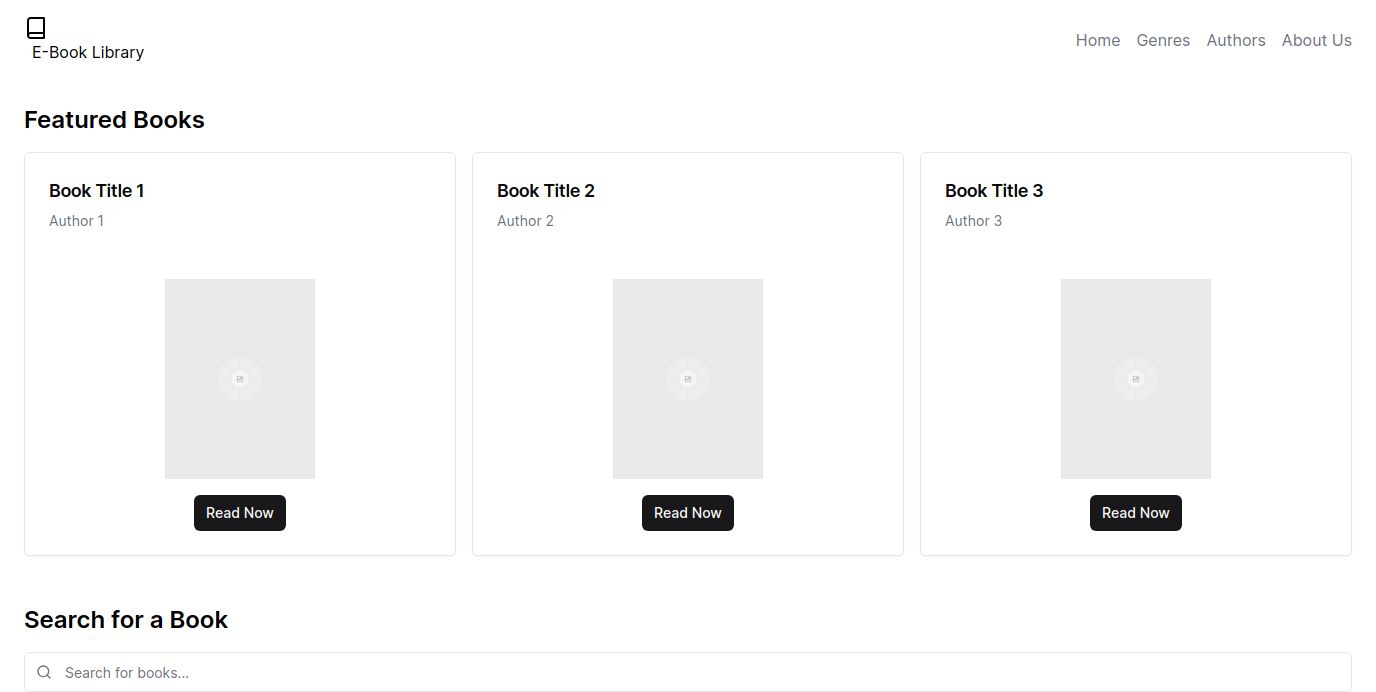 E-Book Library
Home Genres Authors About Us
Featured Books
Book Title 1
Author 1
Read Now
Book Title 2
Author 2
Read Now
Book Title 3
Author 3
Read Now
Search for a Book
Search for books...